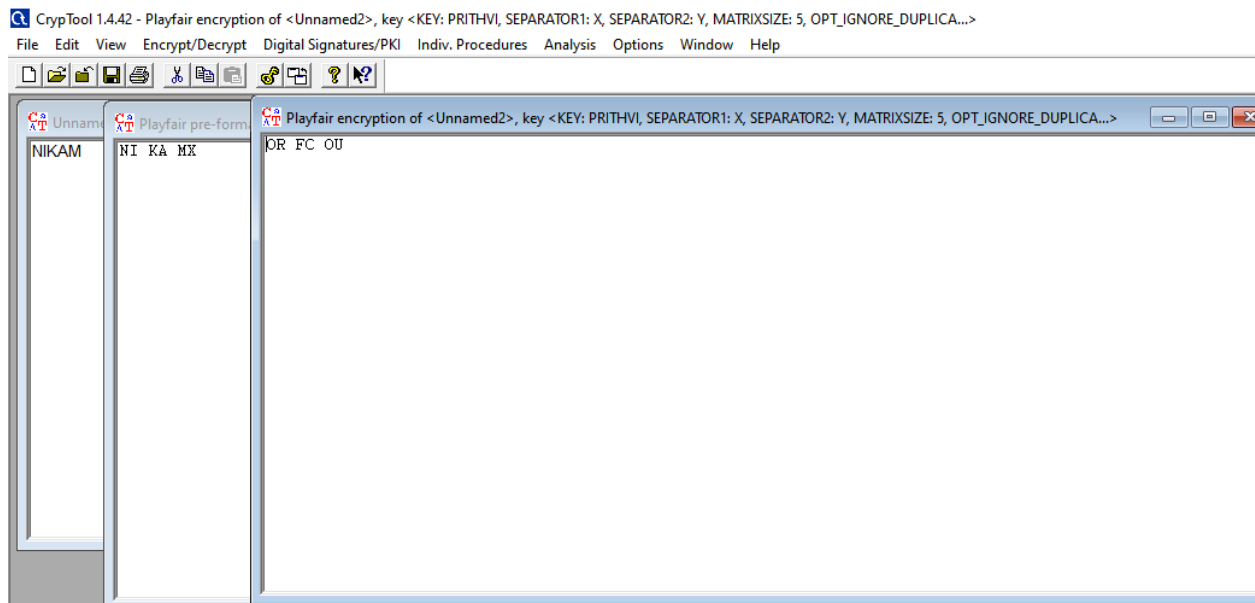 CrypTool 1.4.42 - Playfair encryption of <Unnamed2>, key <KEY: PRITHVI, SEPARATOR1: X, SEPARATOR2: Y, MATRIXSIZE: 5, OPT_IGNORE_DUPLICA...>
File Edit View Encrypt/Decrypt Digital Signatures/PKI Indiv. Procedures Analysis Options Window Help
Unname Playfair pre-form Playfair encryption of <Unnamed2>, key <KEY: PRITHVI, SEPARATOR1: X, SEPARATOR2: Y, MATRIXSIZE: 5, OPT_IGNORE_DUPLICA...>
NIKAM NI KA MX OR FC OU